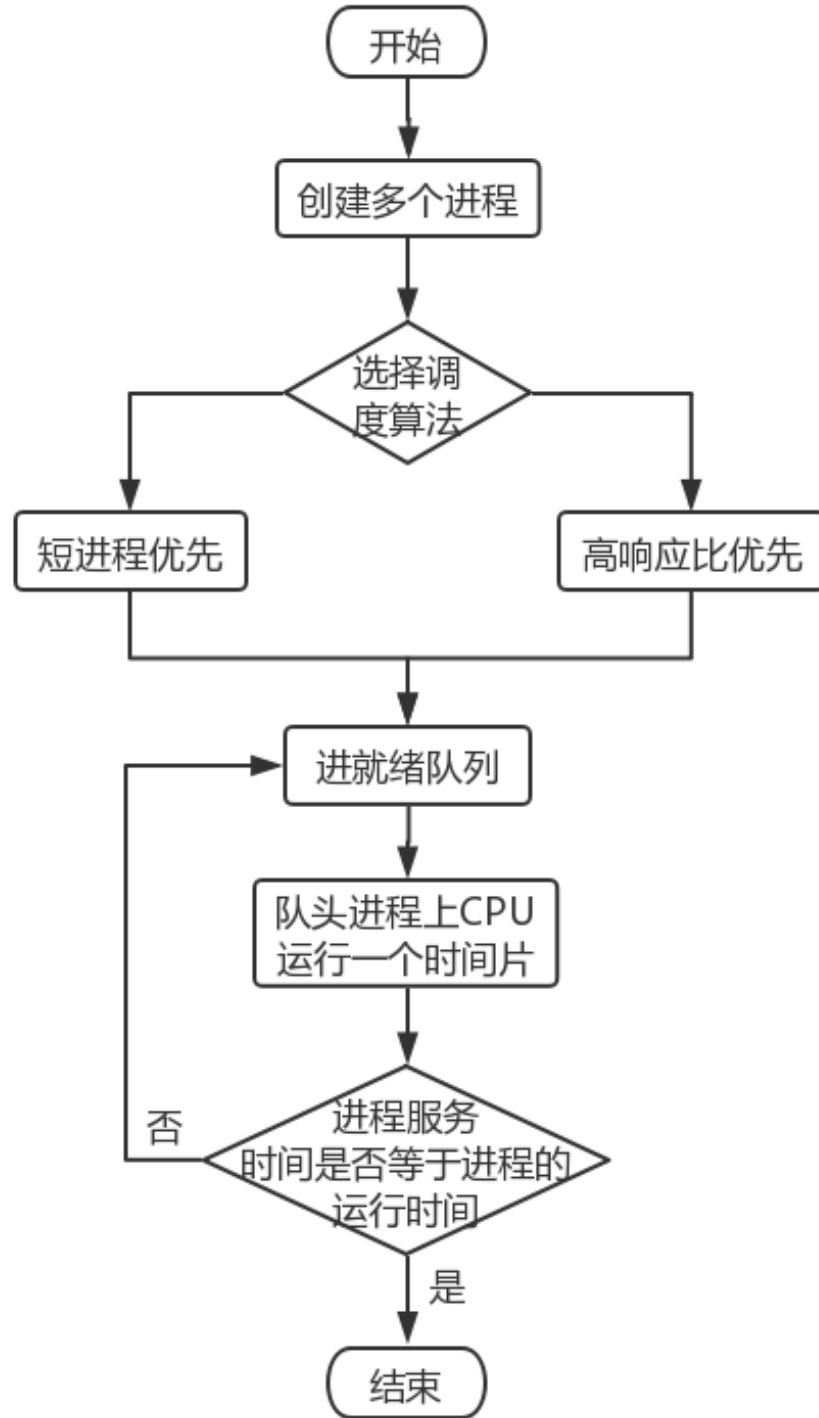 开始
创建多个进程
选择调
度算法
短进程优先
高响应比优先
进就绪队列
队头进程上CPU
运行一个时间片
进程服务
时间是否等于进程的
运行时间
否
是
结束